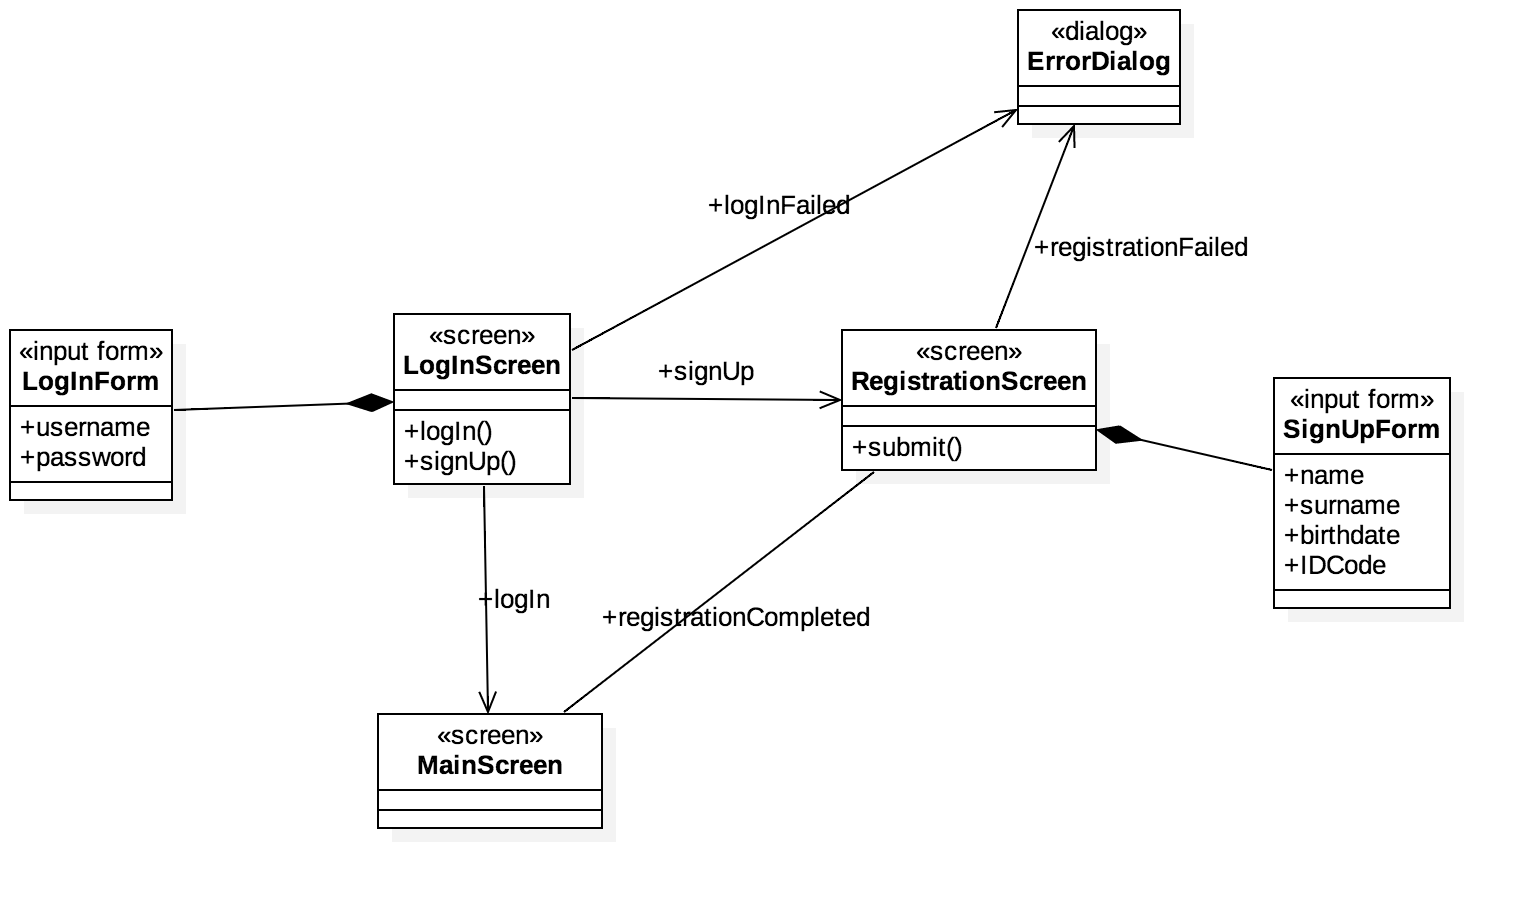 «dialog»
ErrorDialog
+logInFailed
+registrationFailed
«input form»
LogInForm
+username
+password
«screen»
LogInScreen
+logIn()
+signUp()
+signUp
«screen»
RegistrationScreen
+submit()
«input form»
SignUpForm
+name
+surname
+birthdate
+IDCode
+logIn
+registrationCompleted
«screen»
MainScreen